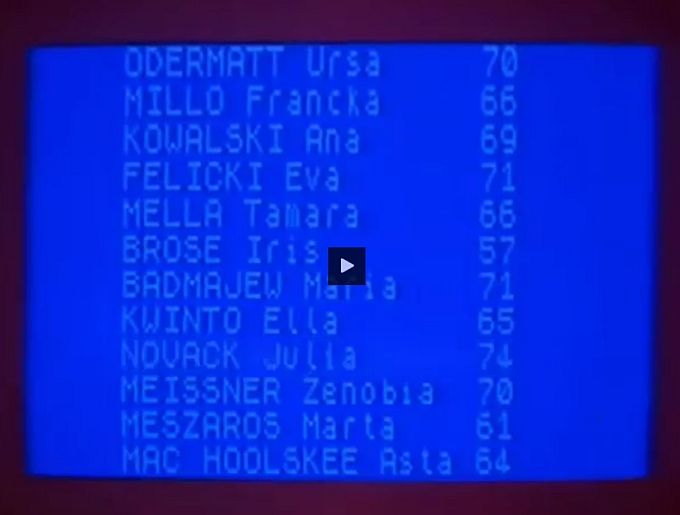 ODERMATT Ursa 70
MILLO Francka 66
KOWALSKI Ana 69
FELICKI Eva 71
MELLA Tamara 66
BROSE Iris 57
BADMAJEW Maria 71
KWINTO Ella 65
NOVACK Julia 74
MEISSNER Zenobia 70
MESZAROS Marta 61
MAC HOOLSKEE Asta 64